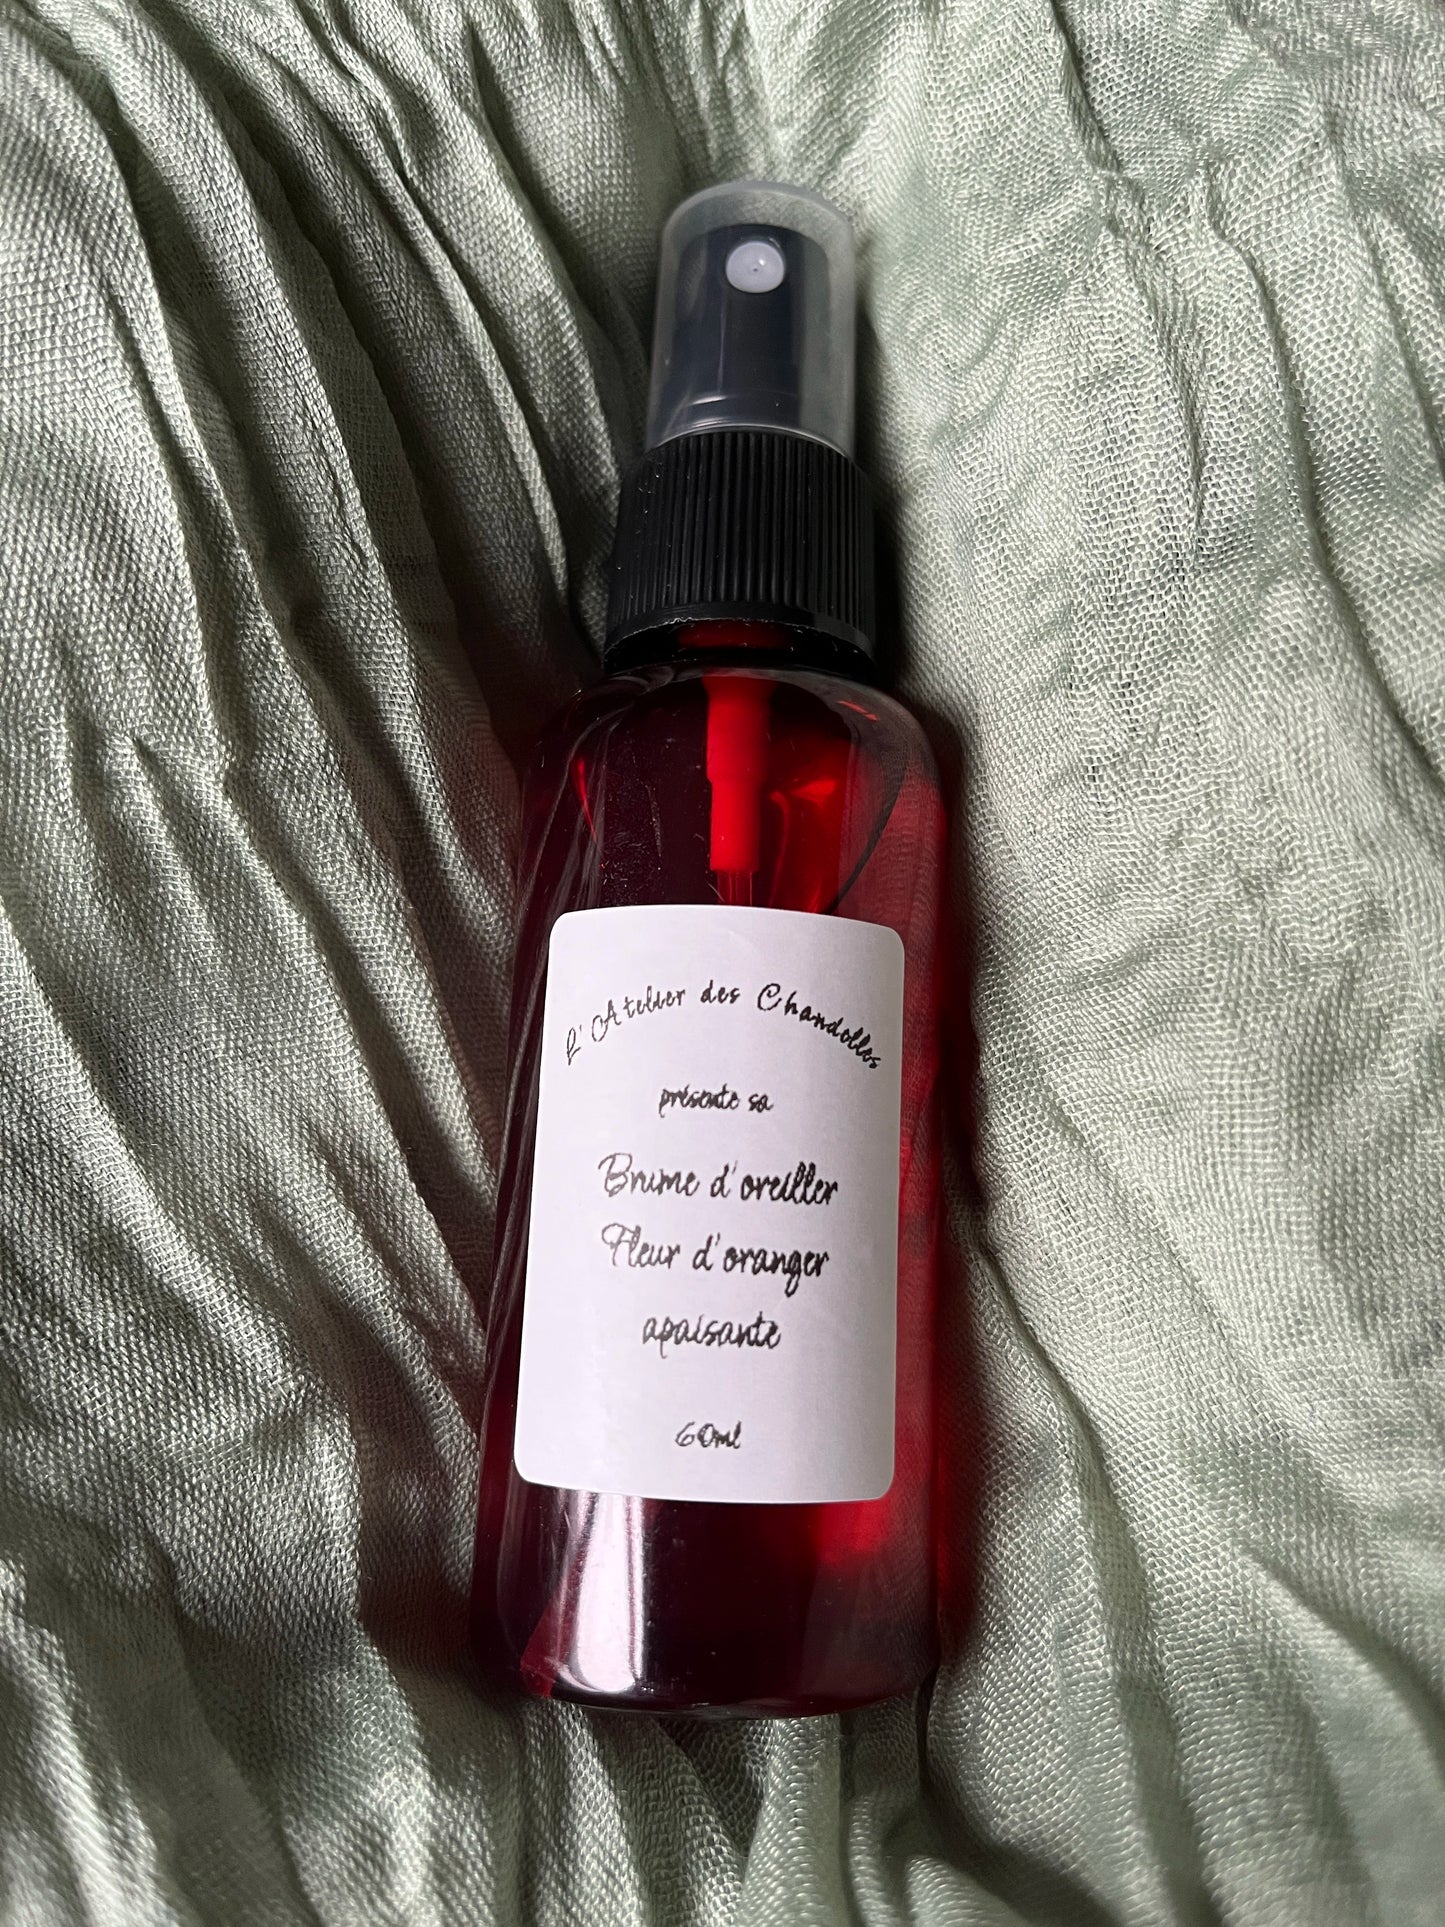 L'Atelier des Chandelles
présente sa
Brume d'oreiller
Fleur d'oranger
apaisante
60ml